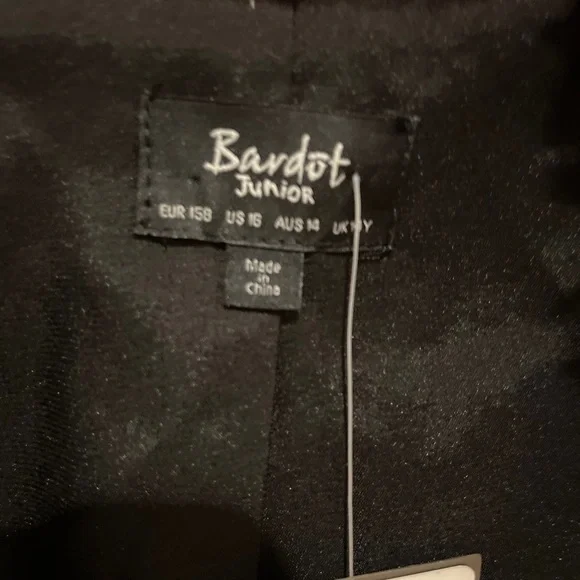 Bardot
JUNIOR
EUR 158 US 16 AUS 14 UK
Made
in
China